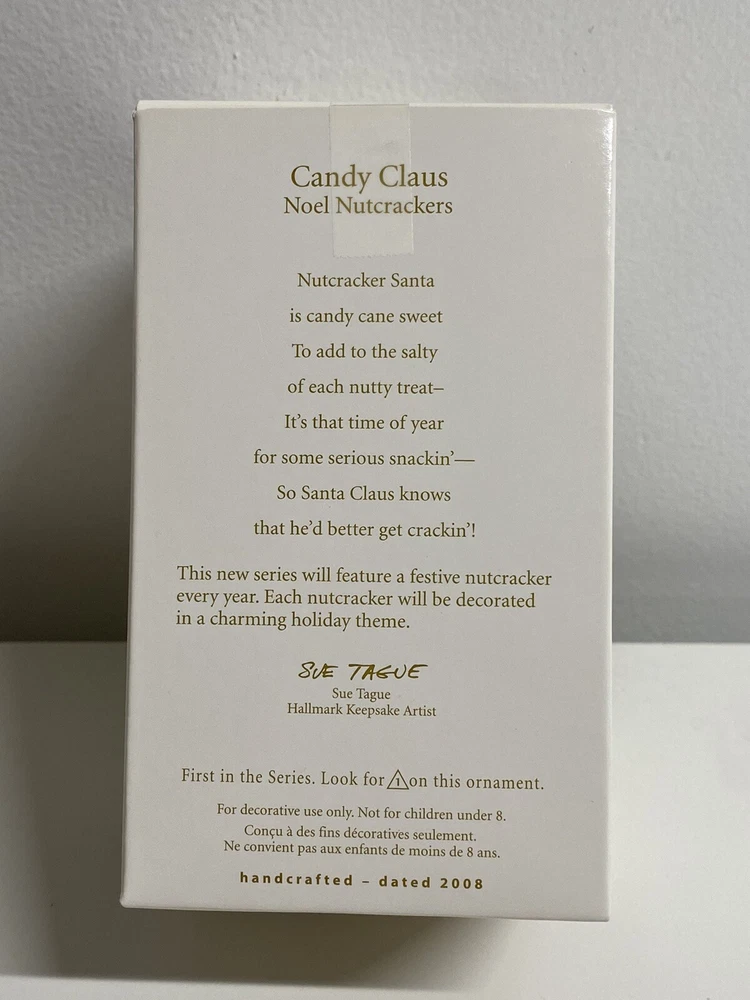 Candy Claus
Noel Nutcrackers
Nutcracker Santa
is candy cane sweet
To add to the salty
of each nutty treat–
It's that time of year
for some serious snackin'—
So Santa Claus knows
that he'd better get crackin'!
This new series will feature a festive nutcracker
every year. Each nutcracker will be decorated
in a charming holiday theme.
SUE TAGUE
Sue Tague
Hallmark Keepsake Artist
First in the Series. Look for 1 on this ornament.
For decorative use only. Not for children under 8.
Conçu à des fins décoratives seulement.
Ne convient pas aux enfants de moins de 8 ans.
handcrafted – dated 2008